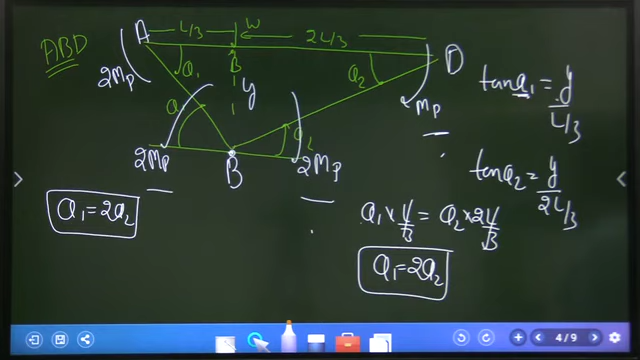 ABD
A
L/3
W
2L/3
D
B
θ1
θ2
y
2Mp
Mp
θ1
θ2
2Mp
B
2Mp
θ1 = 2θ2
tanθ1 = y/L/3
tanθ2 = y/2L/3
θ1 × L/3 = θ2 × 2L/3
θ1 = 2θ2
4/9